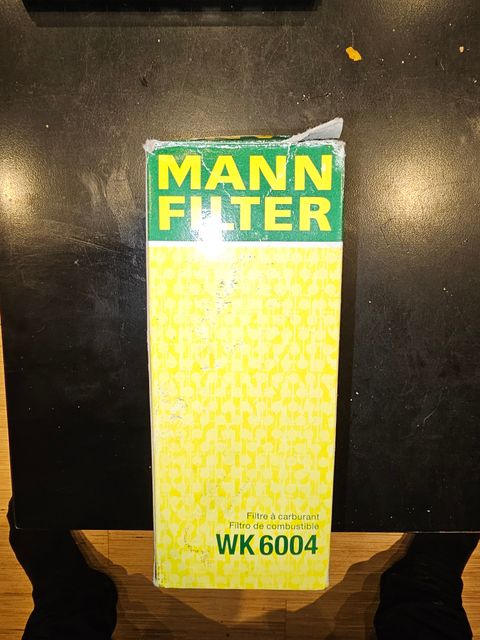 MANN
FILTER
Filtre à carburant
Filtro de combustible
WK 6004